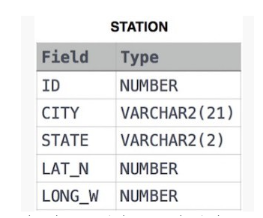 STATION
Field Type
ID NUMBER
CITY VARCHAR2(21)
STATE VARCHAR2(2)
LAT_N NUMBER
LONG_W NUMBER